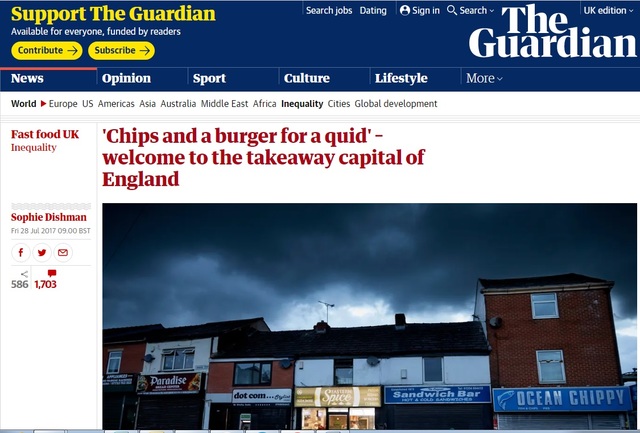 Support The Guardian
Available for everyone, funded by readers
Contribute → Subscribe →
Search jobs Dating Sign in Search UK edition
The
Guardian
News Opinion Sport Culture Lifestyle More
World Europe US Americas Asia Australia Middle East Africa Inequality Cities Global development
Fast food UK
Inequality
'Chips and a burger for a quid' –
welcome to the takeaway capital of
England
Sophie Dishman
Fri 28 Jul 2017 09.00 BST
586 1,703
Paradise
dot com...
Spice
Sandwich Bar
HOT & COLD SANDWICHES
OCEAN CHIPPY